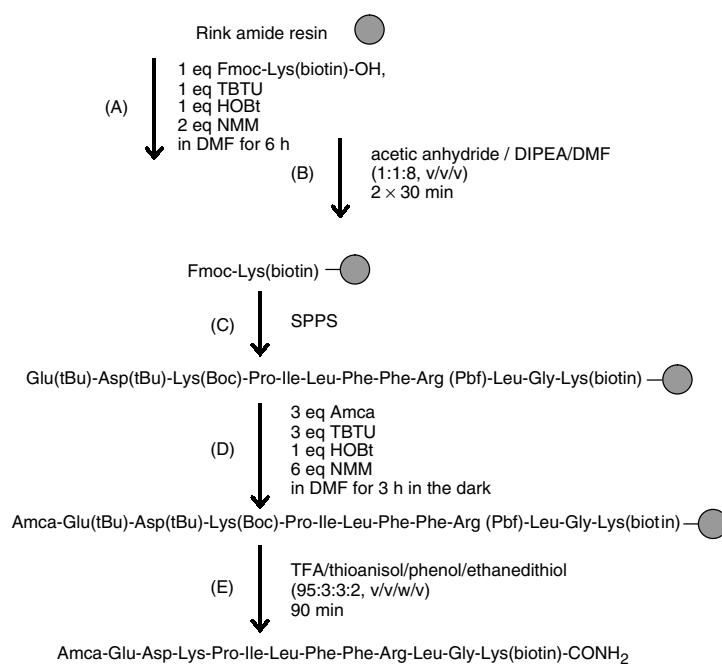 Rink amide resin
(A)
1 eq Fmoc-Lys(biotin)-OH,
1 eq TBTU
1 eq HOBt
2 eq NMM
in DMF for 6 h
(B)
acetic anhydride / DIPEA/DMF
(1:1:8, v/v/v)
2 × 30 min
Fmoc-Lys(biotin)
(C)
SPPS
Glu(tBu)-Asp(tBu)-Lys(Boc)-Pro-Ile-Leu-Phe-Phe-Arg (Pbf)-Leu-Gly-Lys(biotin)
(D)
3 eq Amca
3 eq TBTU
1 eq HOBt
6 eq NMM
in DMF for 3 h in the dark
Amca-Glu(tBu)-Asp(tBu)-Lys(Boc)-Pro-Ile-Leu-Phe-Phe-Arg (Pbf)-Leu-Gly-Lys(biotin)
(E)
TFA/thioanisol/phenol/ethanedithiol
(95:3:3:2, v/v/w/v)
90 min
Amca-Glu-Asp-Lys-Pro-Ile-Leu-Phe-Phe-Arg-Leu-Gly-Lys(biotin)-CONH₂